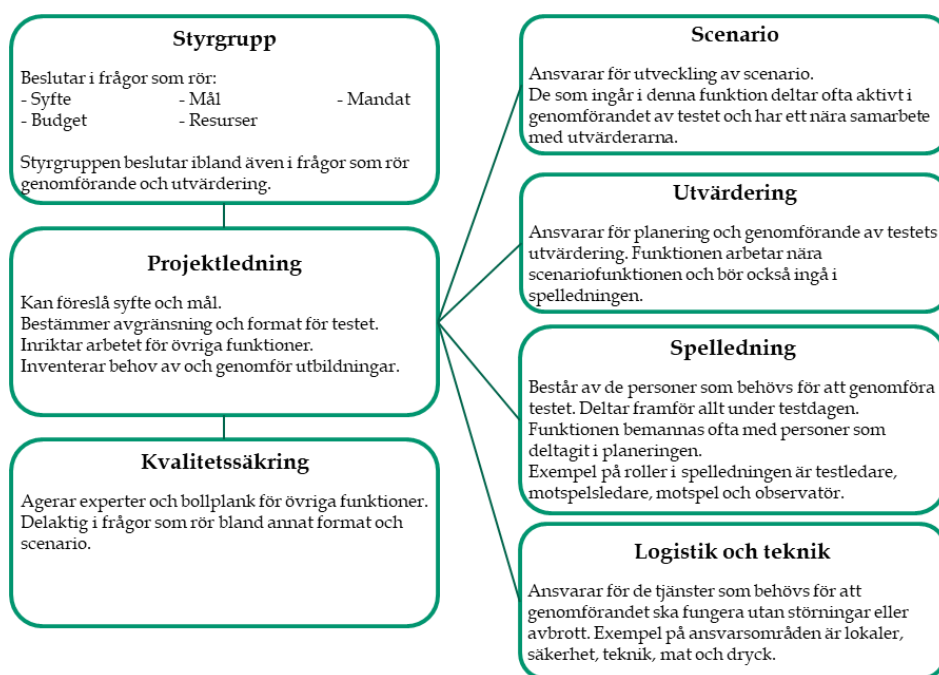 Styrgrupp
Beslutar i frågor som rör:
- Syfte - Mål - Mandat
- Budget - Resurser
Styrgruppen beslutar ibland även i frågor som rör
genomförande och utvärdering.
Projektledning
Kan föreslå syfte och mål.
Bestämmer avgränsning och format för testet.
Inriktar arbetet för övriga funktioner.
Inventerar behov av och genomför utbildningar.
Kvalitetssäkring
Agerar experter och bollplank för övriga funktioner.
Delaktig i frågor som rör bland annat format och
scenario.
Scenario
Ansvarar för utveckling av scenario.
De som ingår i denna funktion deltar ofta aktivt i
genomförandet av testet och har ett nära samarbete
med utvärderarna.
Utvärdering
Ansvarar för planering och genomförande av testets
utvärdering. Funktionen arbetar nära
scenariofunktionen och bör också ingå i
spelledningen.
Spelledning
Består av de personer som behövs för att genomföra
testet. Deltar framför allt under testdagen.
Funktionen bemannas ofta med personer som
deltagit i planeringen.
Exempel på roller i spelledningen är testledare,
motspelsledare, motspel och observatör.
Logistik och teknik
Ansvarar för de tjänster som behövs för att
genomförandet ska fungera utan störningar eller
avbrott. Exempel på ansvarsområden är lokaler,
säkerhet, teknik, mat och dryck.